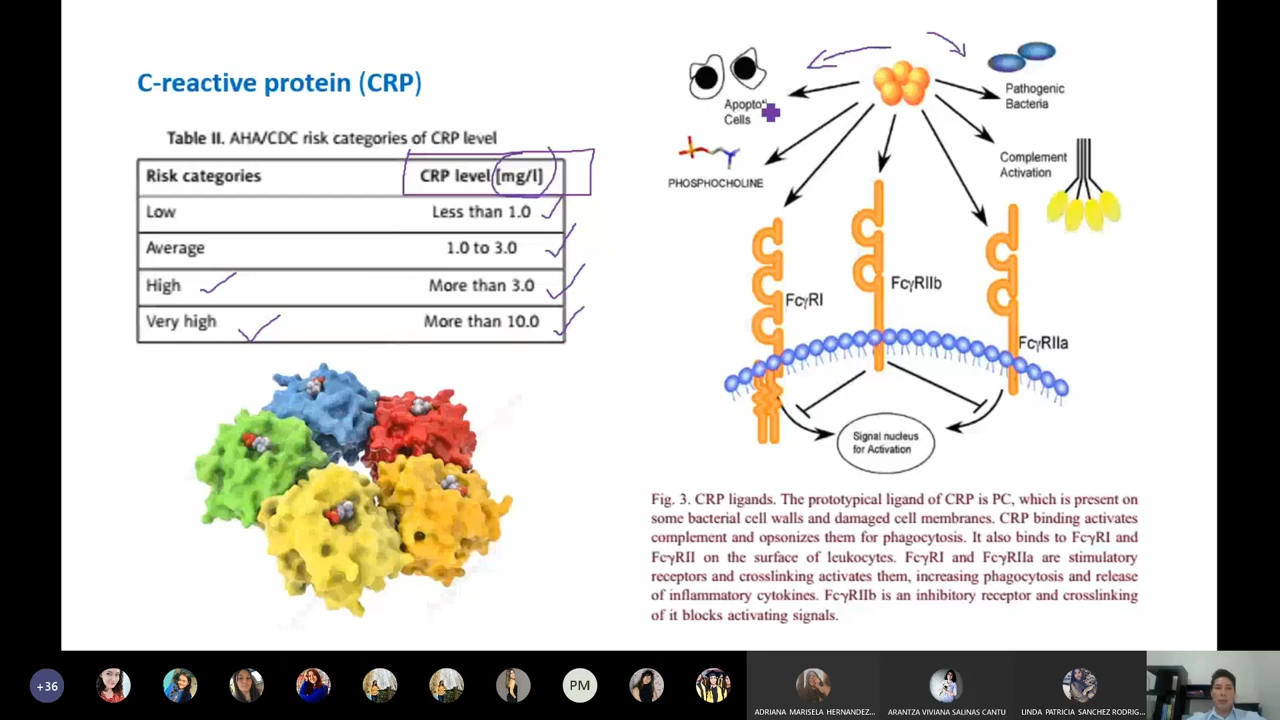 C-reactive protein (CRP)
Table II. AHA/CDC risk categories of CRP level
Risk categories CRP level [mg/l]
Low Less than 1.0
Average 1.0 to 3.0
High More than 3.0
Very high More than 10.0
Cells
PHOSPHOCHOLINE
Pathogenic
Bacteria
Complement
Activation
FcγRI
FcγRIIb
FcγRIIa
Signal nucleus
for Activation
Fig. 3. CRP ligands. The prototypical ligand of CRP is PC, which is present on
some bacterial cell walls and damaged cell membranes. CRP binding activates
complement and opsonizes them for phagocytosis. It also binds to FcγRI and
FcγRII on the surface of leukocytes. FcγRI and FcγRIIa are stimulatory
receptors and crosslinking activates them, increasing phagocytosis and release
of inflammatory cytokines. FcγRIIb is an inhibitory receptor and crosslinking
of it blocks activating signals.
+36
PM
ADRIANA MARISELA HERNANDEZ...
ARANTZA VIVIANA SALINAS CANTU
LINDA PATRICIA SANCHEZ RODRIG...